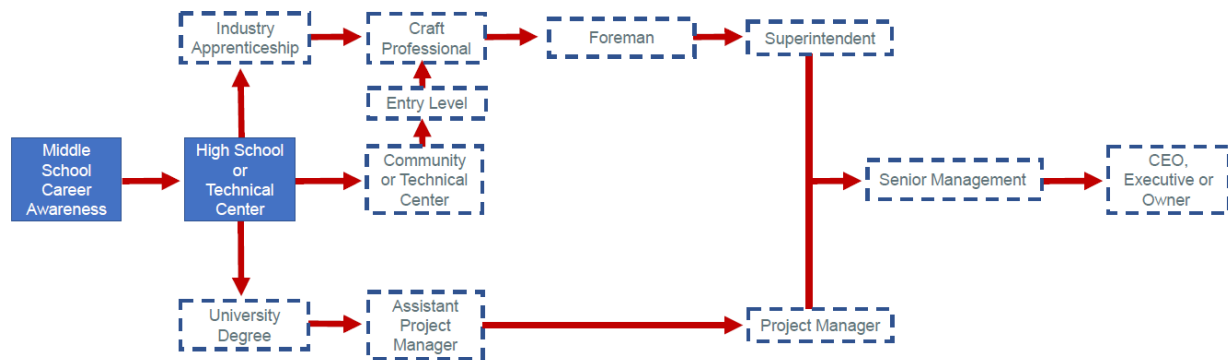 Industry
Apprenticeship
Craft
Professional
Foreman
Superintendent
Entry Level
Middle
School
Career
Awareness
High School
or
Technical
Center
Community
or Technical
Center
Senior Management
CEO,
Executive or
Owner
University
Degree
Assistant
Project
Manager
Project Manager